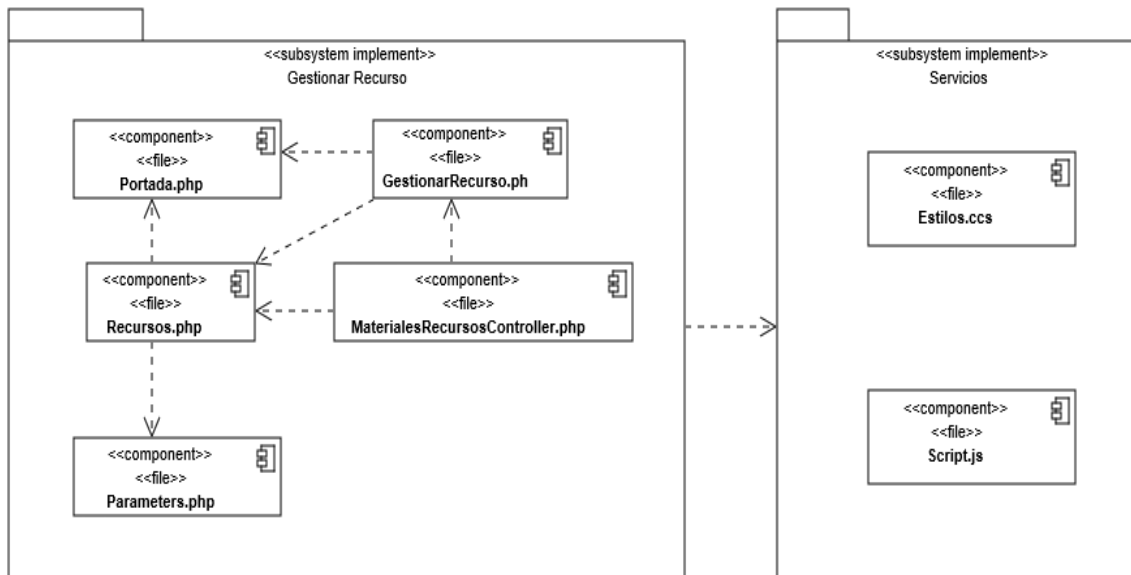 <<subsystem implement>>
Gestionar Recurso
<<component>>
<<file>>
Portada.php
<<component>>
<<file>>
GestionarRecurso.ph
<<component>>
<<file>>
Recursos.php
<<component>>
<<file>>
MaterialesRecursosController.php
<<component>>
<<file>>
Parameters.php
<<subsystem implement>>
Servicios
<<component>>
<<file>>
Estilos.ccs
<<component>>
<<file>>
Script.js